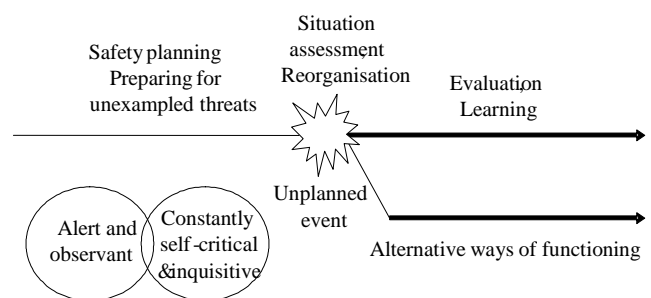 Safety planning
Preparing for
unexampled threats
Situation
assessment,
Reorganisation
Evaluation,
Learning
Unplanned
event
Alert and
observant
Constantly
self-critical
&inquisitive
Alternative ways of functioning